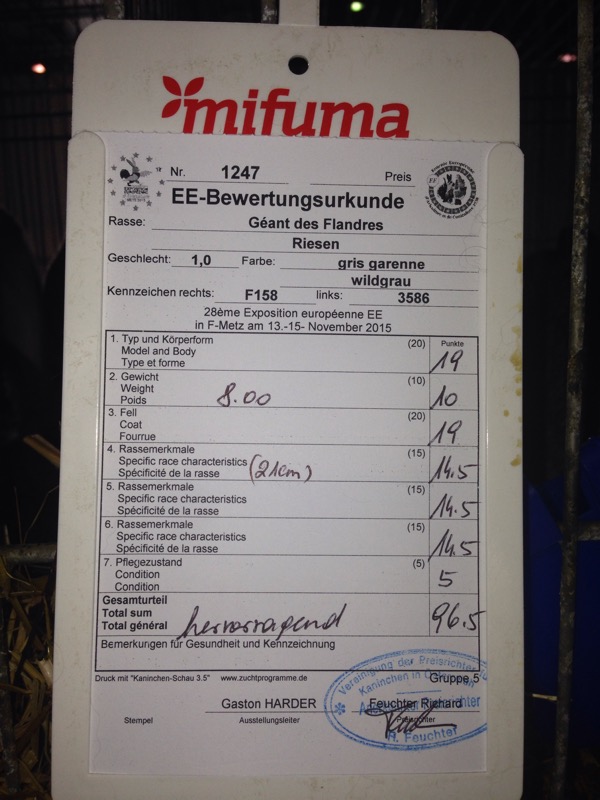 mifuma
Nr. 1247 Preis
EE-Bewertungsurkunde
Rasse: Géant des Flandres
Riesen
Geschlecht: 1,0 Farbe: gris garenne
wildgrau
Kennzeichen rechts: F158 links: 3586
28ème Exposition européenne EE
in F-Metz am 13.-15- November 2015
1. Typ und Körperform (20) Punkte
Model and Body
Type et forme 19
2. Gewicht (10)
Weight
Poids 8.00 10
3. Fell (20)
Coat
Fourrue 19
4. Rassemerkmale (15)
Specific race characteristics (21cm)
Spécificité de la rasse 14.5
5. Rassemerkmale (15)
Specific race characteristics
Spécificité de la rasse 14.5
6. Rassemerkmale (15)
Specific race characteristics
Spécificité de la rasse 14.5
7. Pflegezustand (5)
Condition 5
Condition
Gesamturteil
Total sum
Total général hervorragend 96.5
Bemerkungen für Gesundheit und Kennzeichnung
Druck mit "Kaninchen-Schau 3.5" www.zuchtprogramme.de Gruppe 5
Gaston HARDER Feuchter Richard
Stempel Ausstellungsleiter Preisrichter
Vereinigung der Preisrichter
Kaninchen in
H. Feuchter